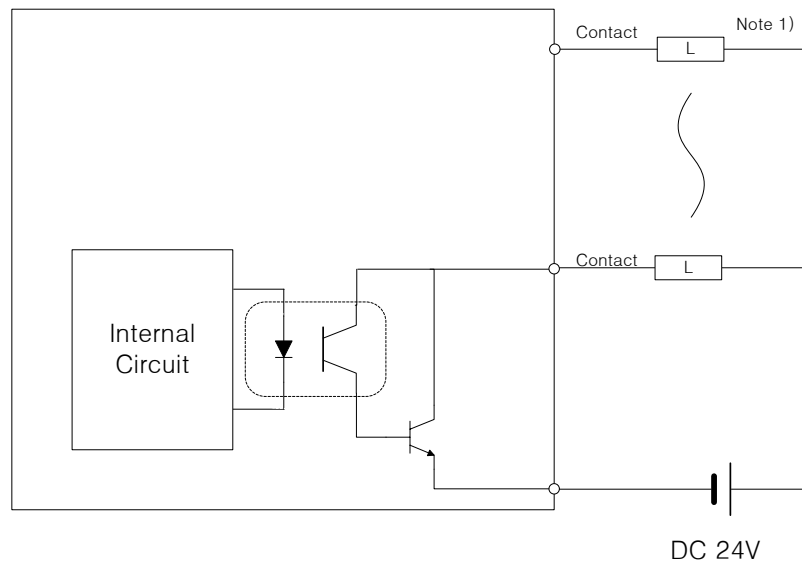 Contact
L
Note 1)
Contact
L
Internal
Circuit
DC 24V